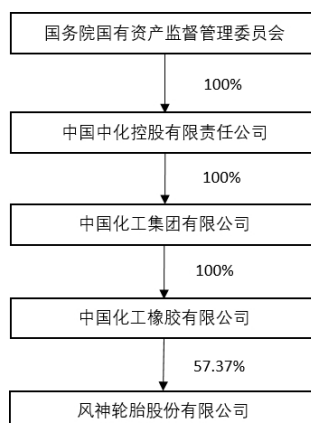 国务院国有资产监督管理委员会
100%
中国中化控股有限责任公司
100%
中国化工集团有限公司
100%
中国化工橡胶有限公司
57.37%
风神轮胎股份有限公司